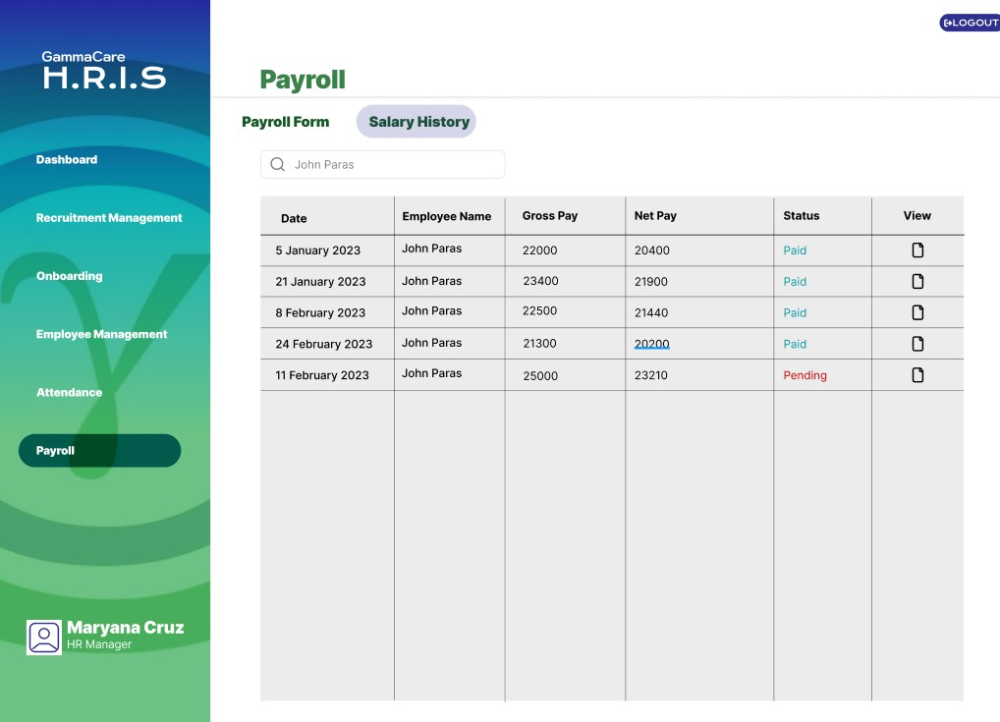 LOGOUT
GammaCare
H.R.I.S
Dashboard
Recruitment Management
Onboarding
Employee Management
Attendance
Payroll
Maryana Cruz
HR Manager
Payroll
Payroll Form Salary History
John Paras
Date Employee Name Gross Pay Net Pay Status View
5 January 2023 John Paras 22000 20400 Paid
21 January 2023 John Paras 23400 21900 Paid
8 February 2023 John Paras 22500 21440 Paid
24 February 2023 John Paras 21300 20200 Paid
11 February 2023 John Paras 25000 23210 Pending